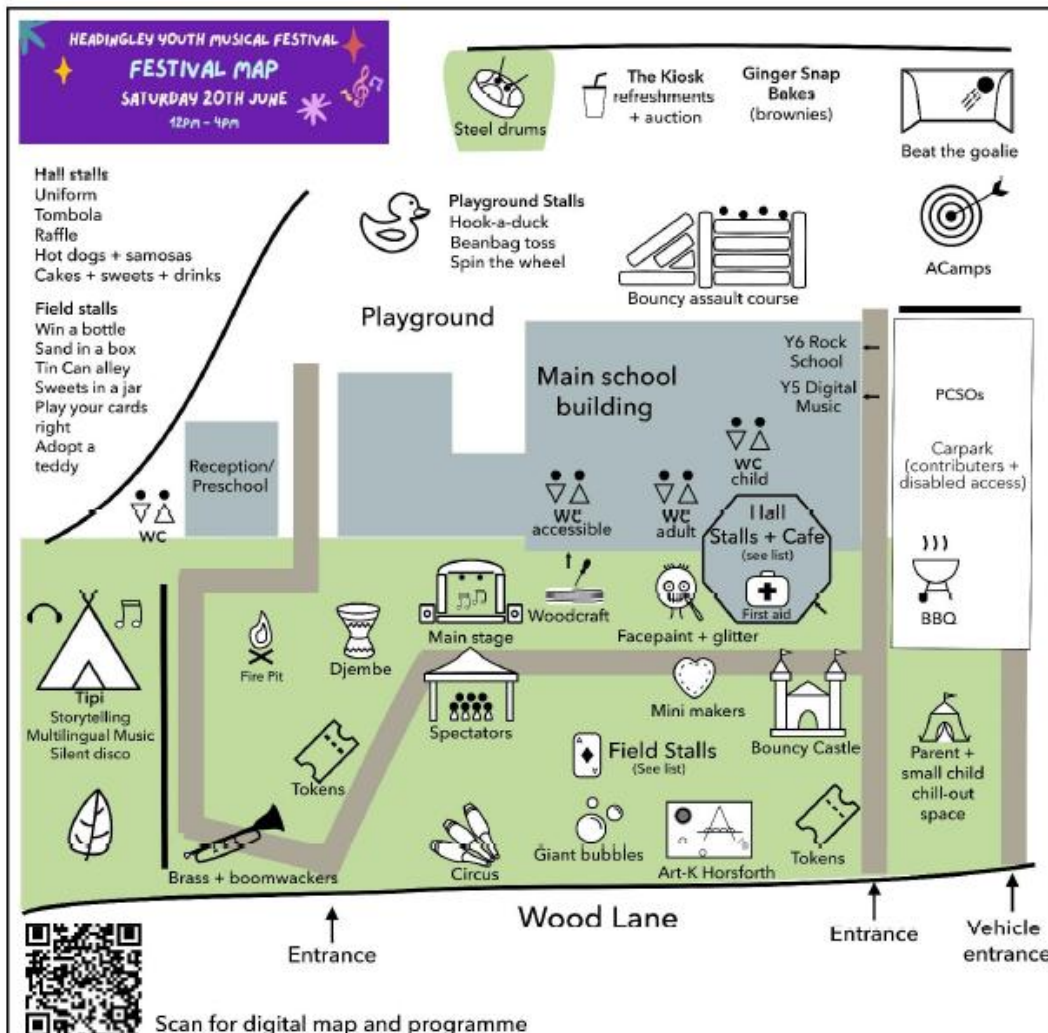 HEADINGLEY YOUTH MUSICAL FESTIVAL
FESTIVAL MAP
SATURDAY 20TH JUNE
12PM - 4PM
Steel drums
The Kiosk
refreshments
+ auction
Ginger Snap
Bakes
(brownies)
Beat the goalie
Hall stalls
Uniform
Tombola
Raffle
Hot dogs + samosas
Cakes + sweets + drinks
Field stalls
Win a bottle
Sand in a box
Tin Can alley
Sweets in a jar
Play your cards
right
Adopt a
teddy
Playground Stalls
Hook-a-duck
Beanbag toss
Spin the wheel
Bouncy assault course
ACamps
Playground
Main school
building
Y6 Rock
School
Y5 Digital
Music
PCSOs
Carpark
(contributers +
disabled access)
BBQ
Reception/
Preschool
WC
WC
accessible
WC
adult
WC
child
Hall
Stalls + Cafe
(see list)
First aid
Tipi
Storytelling
Multilingual Music
Silent disco
Fire Pit
Djembe
Main stage
Woodcraft
Facepaint + glitter
Spectators
Mini makers
Bouncy Castle
Parent +
small child
chill-out
space
Tokens
Field Stalls
(See list)
A
A
Brass + boomwackers
Circus
Giant bubbles
Art-K Horsforth
Tokens
Wood Lane
Entrance
Entrance
Vehicle
entrance
Scan for digital map and programme